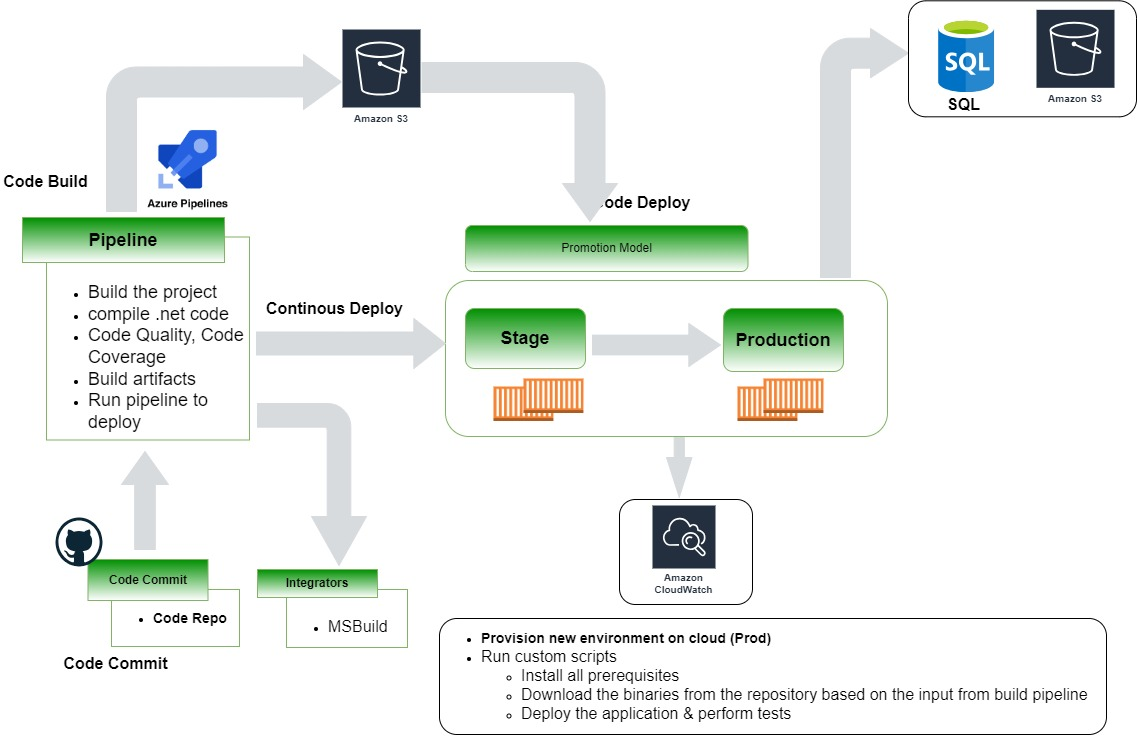 SQL
SQL
Amazon S3
Amazon S3
Code Build
Azure Pipelines
ode Deploy
Pipeline
Promotion Model
• Build the project
• compile .net code
• Code Quality, Code
Coverage
• Build artifacts
• Run pipeline to
deploy
Continous Deploy
Stage
Production
Code Commit
• Code Repo
Code Commit
Integrators
• MSBuild
Amazon
CloudWatch
• Provision new environment on cloud (Prod)
• Run custom scripts
◦ Install all prerequisites
◦ Download the binaries from the repository based on the input from build pipeline
◦ Deploy the application & perform tests